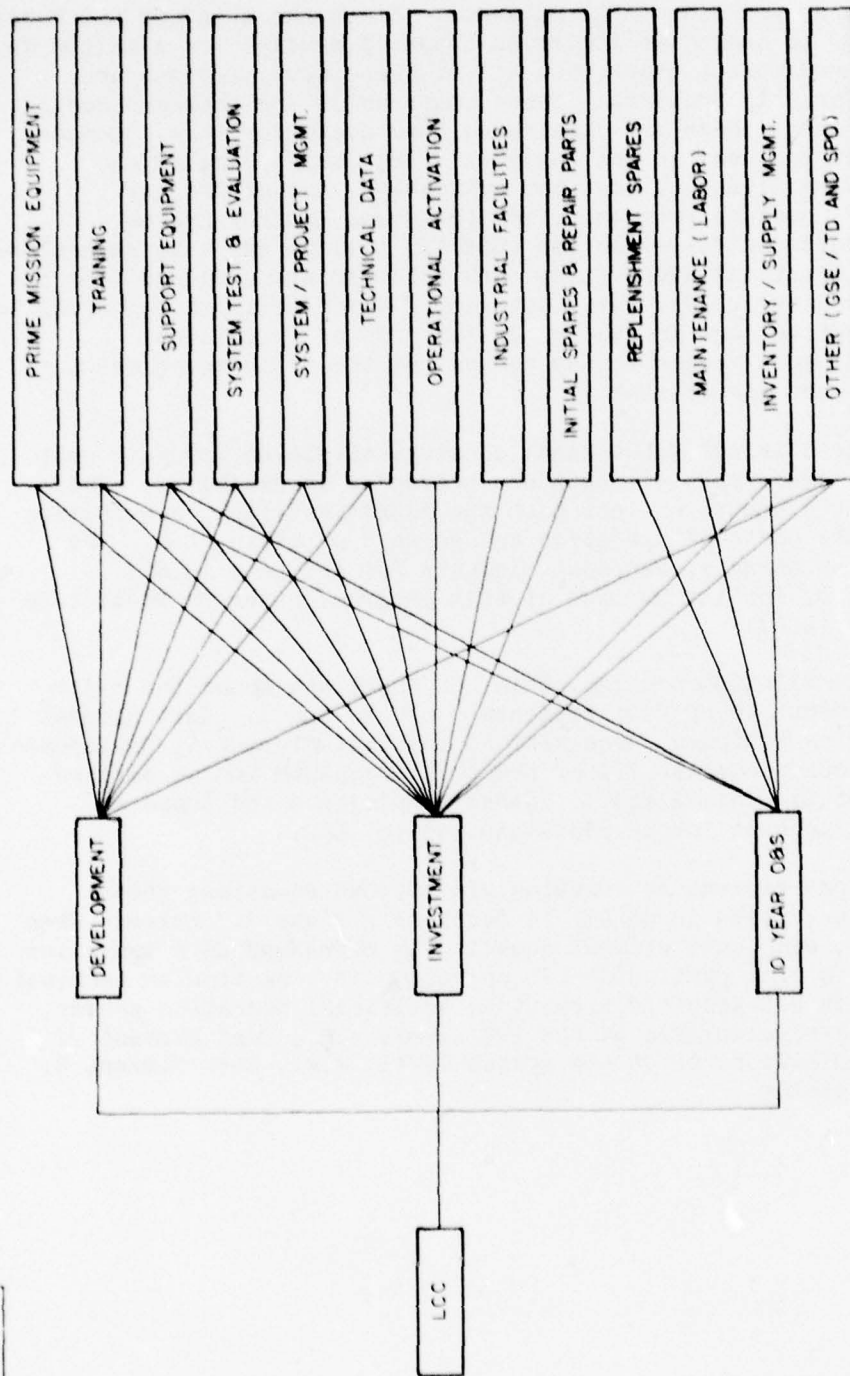 LCC
DEVELOPMENT
INVESTMENT
10 YEAR O&S
PRIME MISSION EQUIPMENT
TRAINING
SUPPORT EQUIPMENT
SYSTEM TEST & EVALUATION
SYSTEM / PROJECT MGMT.
TECHNICAL DATA
OPERATIONAL ACTIVATION
INDUSTRIAL FACILITIES
INITIAL SPARES & REPAIR PARTS
REPLENISHMENT SPARES
MAINTENANCE (LABOR)
INVENTORY / SUPPLY MGMT.
OTHER (GSE / TD AND SPO)